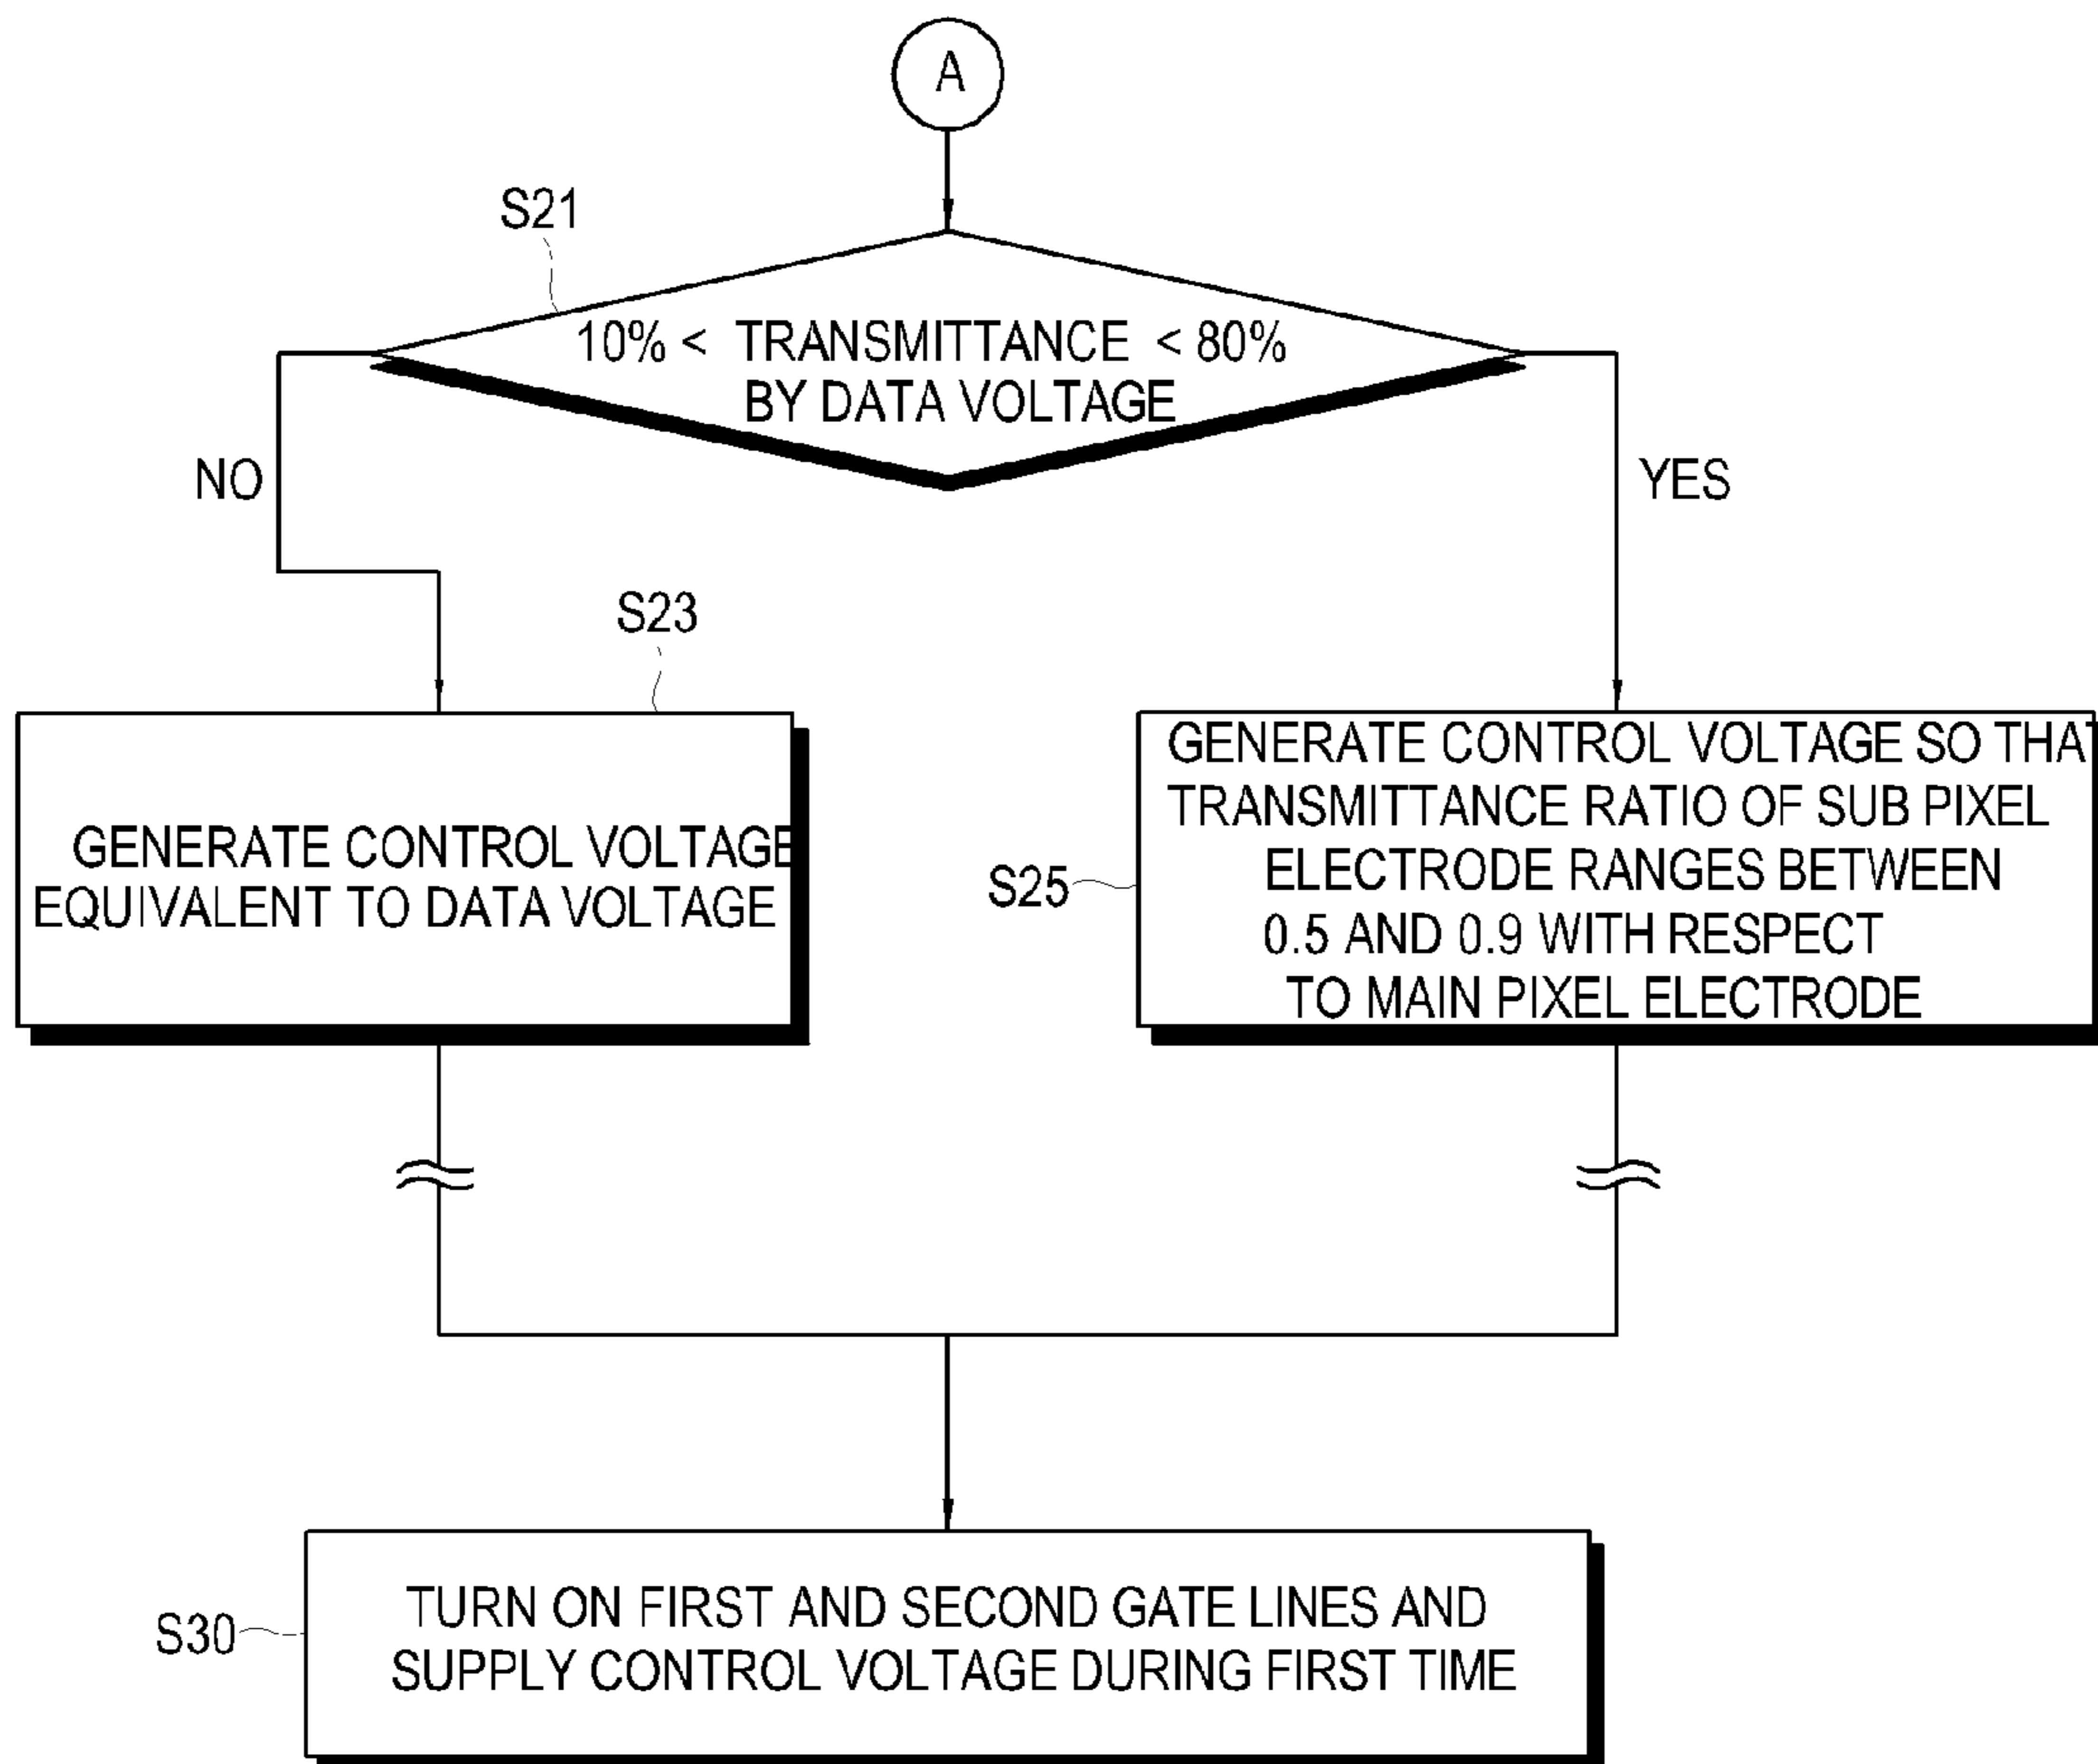 A
S21
10% < TRANSMITTANCE < 80%
BY DATA VOLTAGE
NO
YES
S23
GENERATE CONTROL VOLTAGE
EQUIVALENT TO DATA VOLTAGE
GENERATE CONTROL VOLTAGE SO THAT
TRANSMITTANCE RATIO OF SUB PIXEL
ELECTRODE RANGES BETWEEN
0.5 AND 0.9 WITH RESPECT
TO MAIN PIXEL ELECTRODE
S25
S30
TURN ON FIRST AND SECOND GATE LINES AND
SUPPLY CONTROL VOLTAGE DURING FIRST TIME